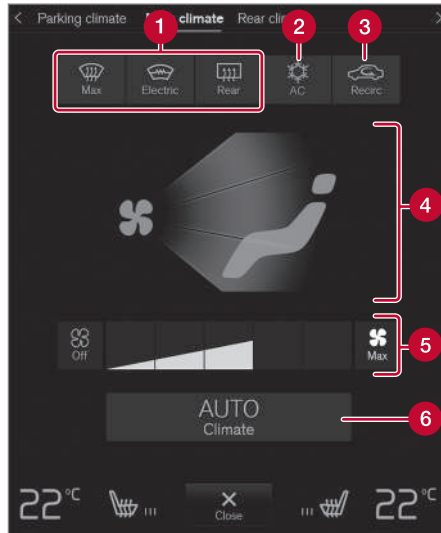 Parking climate climate Rear
1 2 3
Max Electric Rear AC Recirc
4
Off Max 5
AUTO
Climate 6
22°C Close 22°C